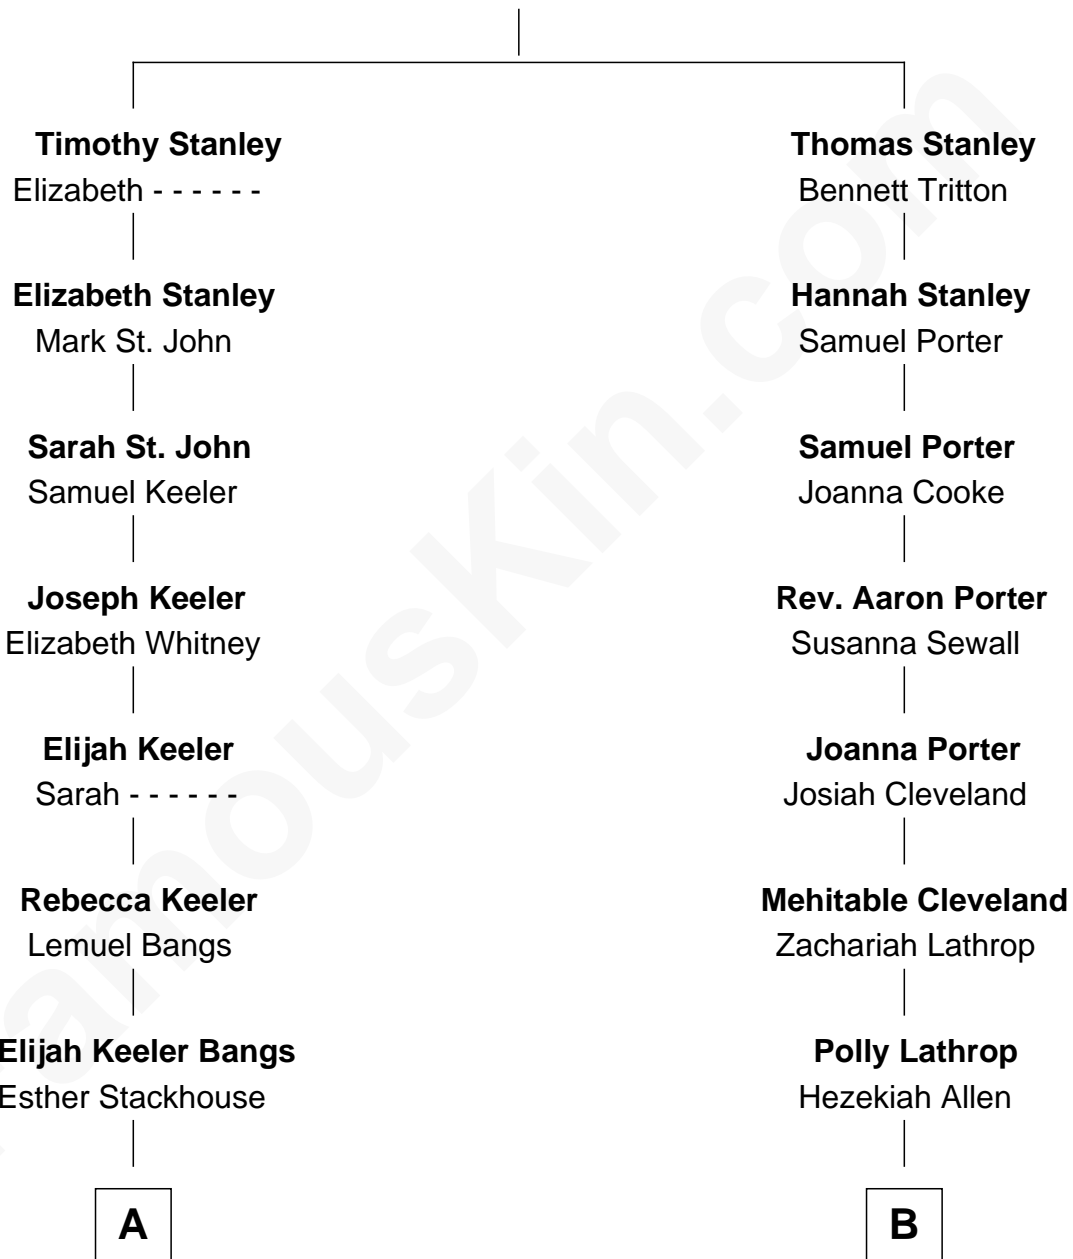 Timothy Stanley
Elizabeth - - - - - -
Elizabeth Stanley
Mark St. John
Sarah St. John
Samuel Keeler
Joseph Keeler
Elizabeth Whitney
Elijah Keeler
Sarah - - - - - -
Rebecca Keeler
Lemuel Bangs
Elijah Keeler Bangs
Esther Stackhouse
A
Thomas Stanley
Bennett Tritton
Hannah Stanley
Samuel Porter
Samuel Porter
Joanna Cooke
Rev. Aaron Porter
Susanna Sewall
Joanna Porter
Josiah Cleveland
Mehitable Cleveland
Zachariah Lathrop
Polly Lathrop
Hezekiah Allen
B
FamousKin.com